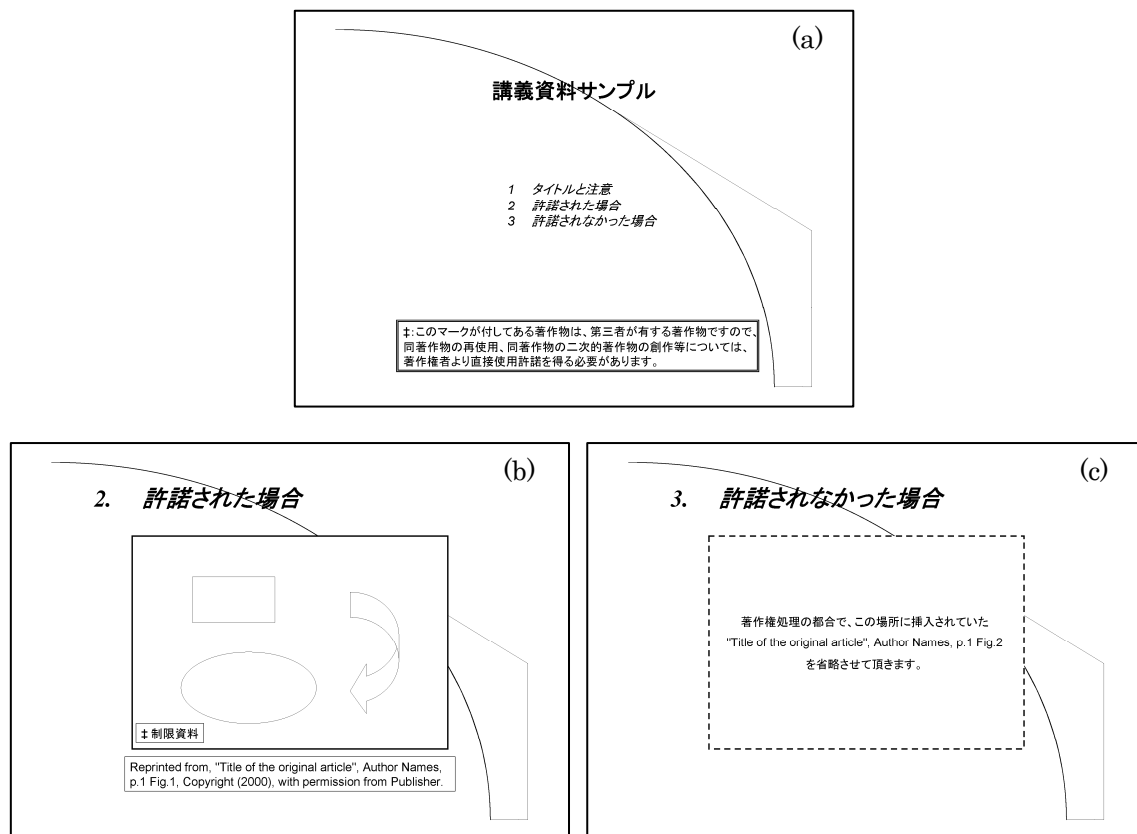 (a)
講義資料サンプル
1 タイトルと注意
2 許諾された場合
3 許諾されなかった場合
‡:このマークが付してある著作物は、第三者が有する著作物ですので、
同著作物の再使用、同著作物の二次的著作物の創作等については、
著作権者より直接使用許諾を得る必要があります。
(b)
2. 許諾された場合
‡制限資料
Reprinted from, "Title of the original article", Author Names,
p.1 Fig.1, Copyright (2000), with permission from Publisher.
(c)
3. 許諾されなかった場合
著作権処理の都合で、この場所に挿入されていた
"Title of the original article", Author Names, p.1 Fig.2
を省略させて頂きます。